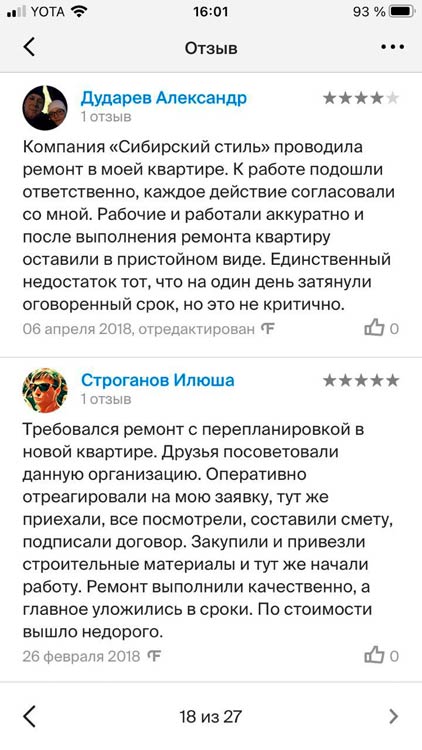 YOTA 16:01 93 %
Отзыв
Дударев Александр
1 отзыв
Компания «Сибирский стиль» проводила
ремонт в моей квартире. К работе подошли
ответственно, каждое действие согласовали
со мной. Рабочие и работали аккуратно и
после выполнения ремонта квартиру
оставили в пристойном виде. Единственный
недостаток тот, что на один день затянули
оговоренный срок, но это не критично.
06 апреля 2018, отредактирован 0
Строганов Илюша
1 отзыв
Требовался ремонт с перепланировкой в
новой квартире. Друзья посоветовали
данную организацию. Оперативно
отреагировали на мою заявку, тут же
приехали, все посмотрели, составили смету,
подписали договор. Закупили и привезли
строительные материалы и тут же начали
работу. Ремонт выполнили качественно, а
главное уложились в сроки. По стоимости
вышло недорого.
26 февраля 2018 0
18 из 27